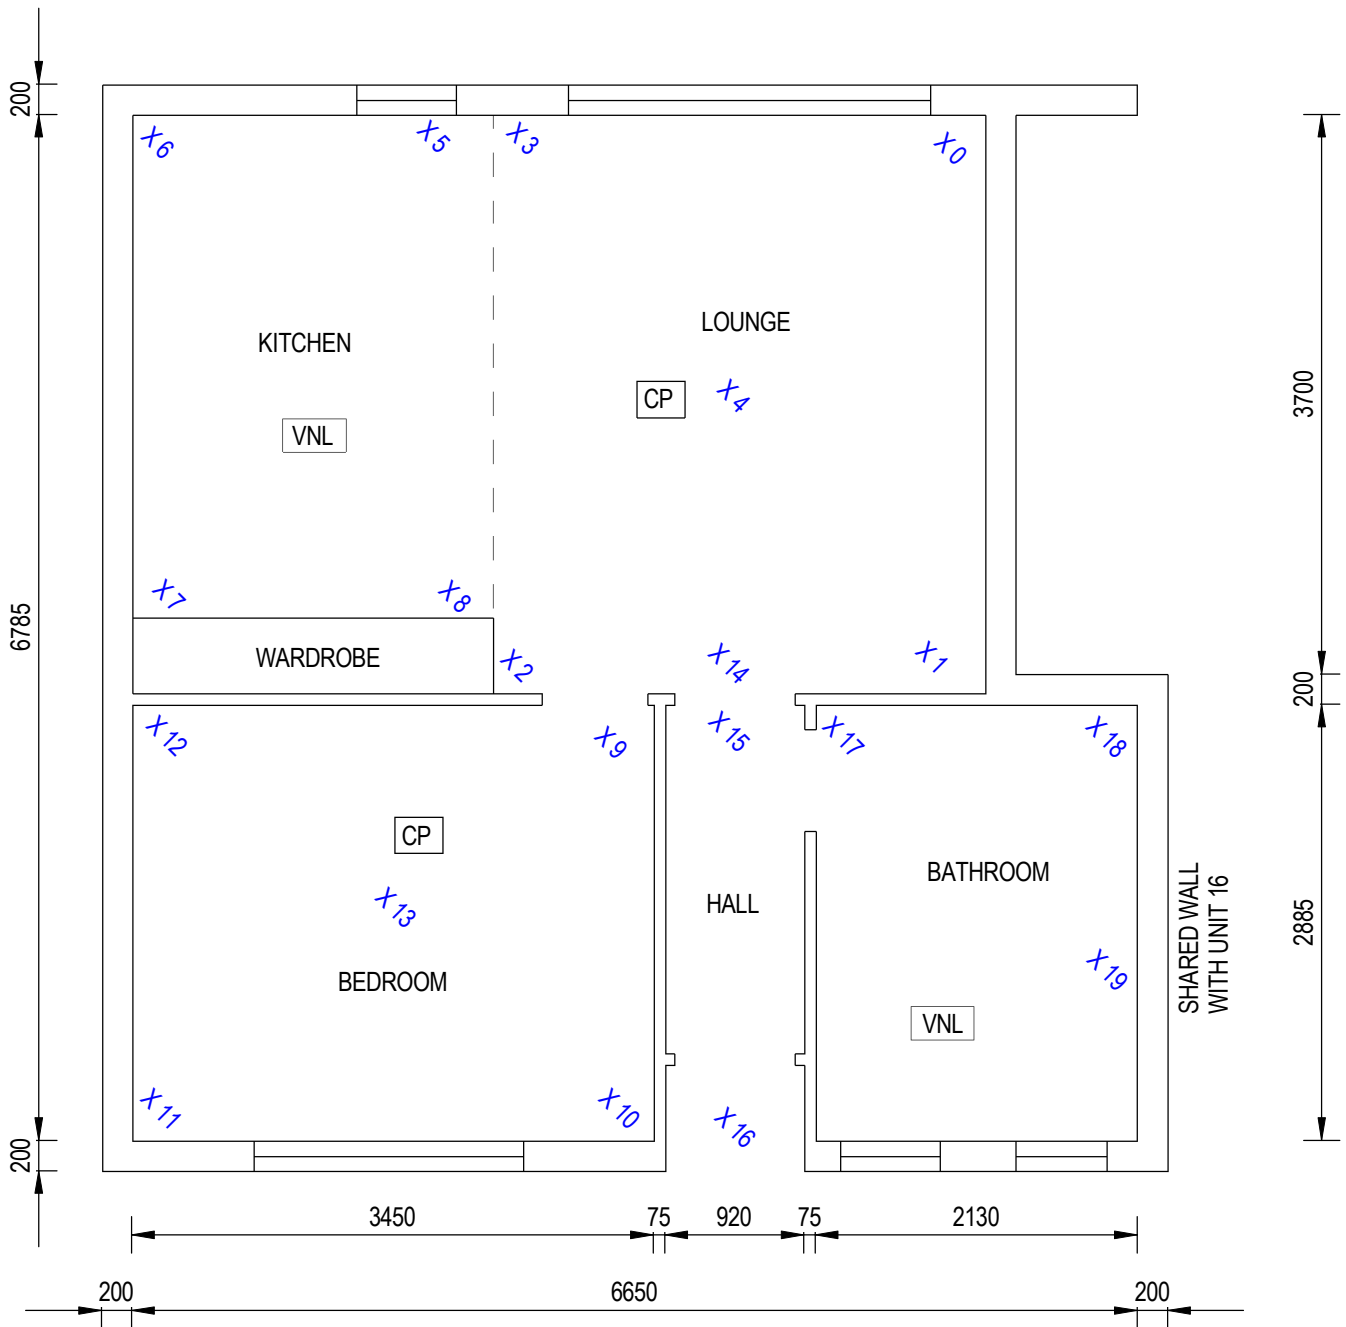 200
X6
X5
X3
X0
LOUNGE
KITCHEN
CP
X4
3700
VNL
X7
X8
6785
WARDROBE
X2
X14
X1
200
X12
X9
X15
X17
X18
CP
BATHROOM
SHARED WALL
WITH UNIT 16
X13
HALL
2885
BEDROOM
X19
VNL
X11
X10
X16
200
3450
75
920
75
2130
200
6650
200